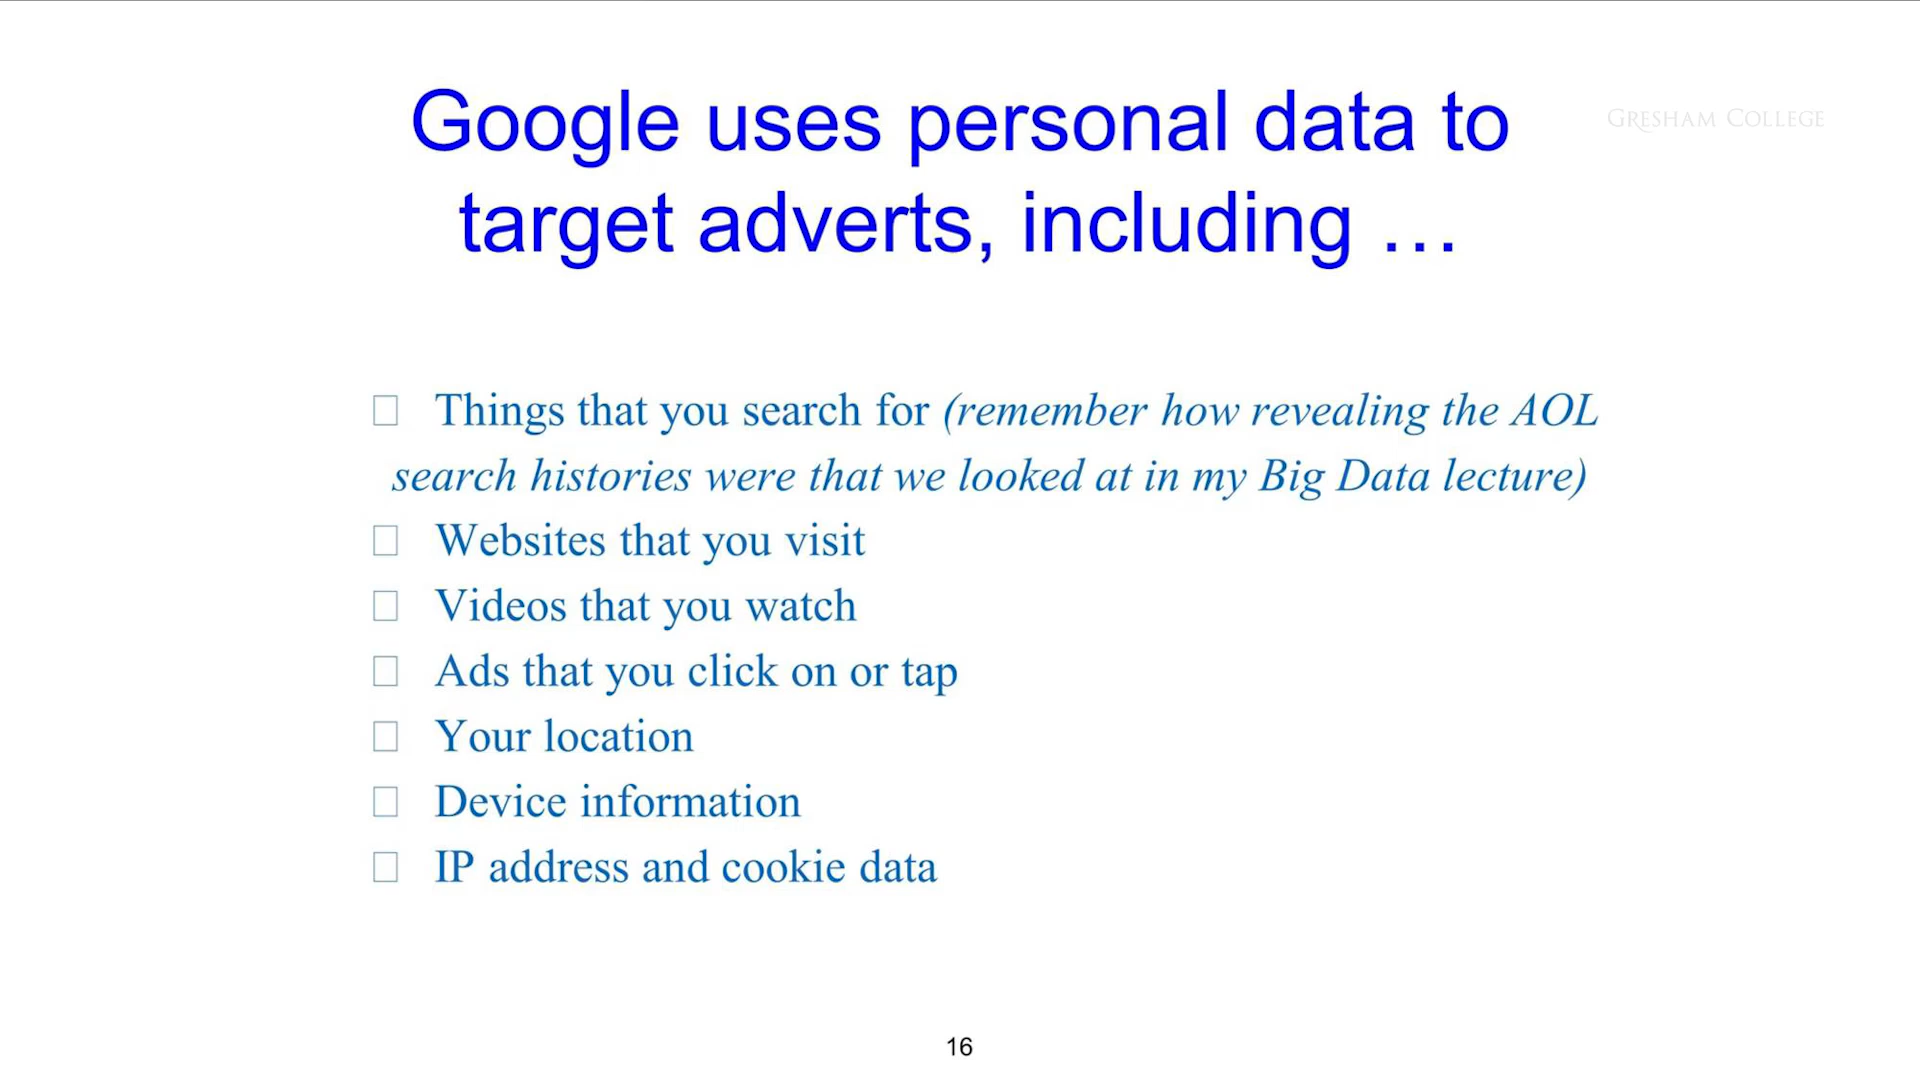 Google uses personal data to
target adverts, including …
GRESHAM COLLEGE
Things that you search for (remember how revealing the AOL
search histories were that we looked at in my Big Data lecture)
Websites that you visit
Videos that you watch
Ads that you click on or tap
Your location
Device information
IP address and cookie data
16